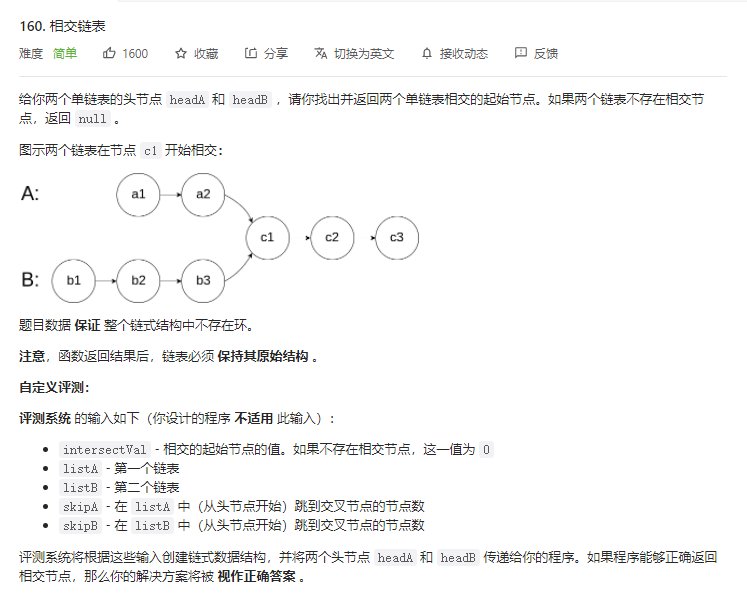 160. 相交链表
难度 简单 1600 收藏 分享 切换为英文 接收动态 反馈
给你两个单链表的头节点 headA 和 headB ，请你找出并返回两个单链表相交的起始节点。如果两个链表不存在相交节
点，返回 null 。
图示两个链表在节点 c1 开始相交：
A: a1 a2
c1 c2 c3
B: b1 b2 b3
题目数据 保证 整个链式结构中不存在环。
注意，函数返回结果后，链表必须 保持其原始结构 。
自定义评测：
评测系统 的输入如下（你设计的程序 不适用 此输入）：
intersectVal - 相交的起始节点的值。如果不存在相交节点，这一值为 0
listA - 第一个链表
listB - 第二个链表
skipA - 在 listA 中（从头节点开始）跳到交叉节点的节点数
skipB - 在 listB 中（从头节点开始）跳到交叉节点的节点数
评测系统将根据这些输入创建链式数据结构，并将两个头节点 headA 和 headB 传递给你的程序。如果程序能够正确返回
相交节点，那么你的解决方案将被 视作正确答案 。